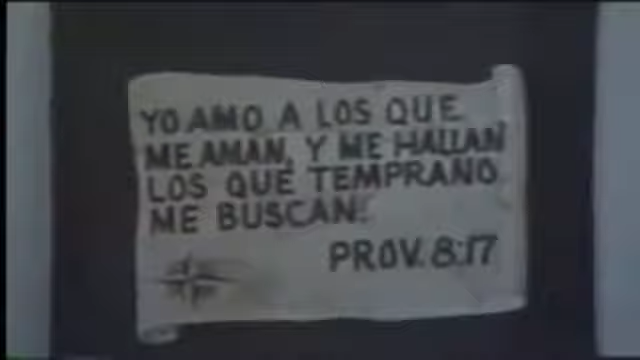 YO AMO A LOS QUE
ME AMAN, Y ME HALLAN
LOS QUE TEMPRANO
ME BUSCAN.
PROV. 8:17